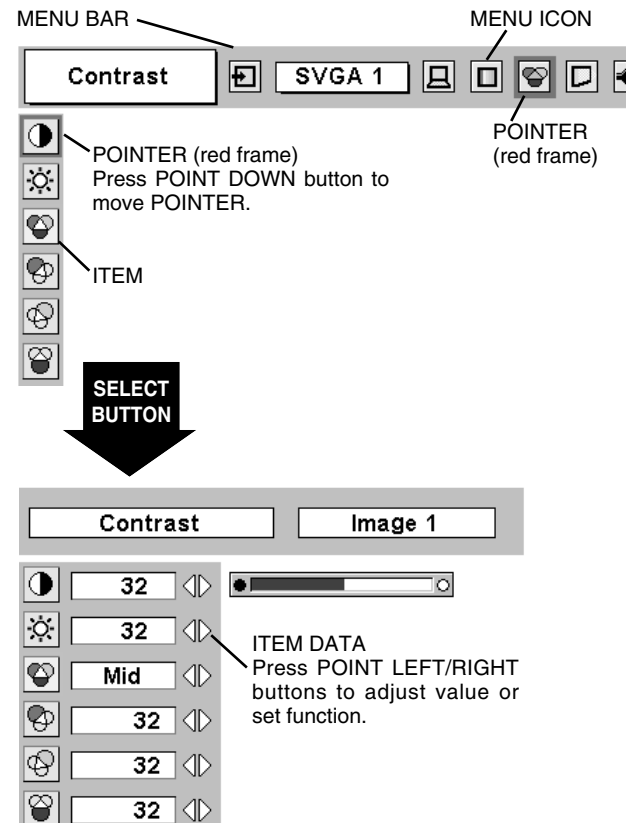 MENU BAR
MENU ICON
Contrast
SVGA 1
POINTER
(red frame)
POINTER (red frame)
Press POINT DOWN button to
move POINTER.
ITEM
SELECT
BUTTON
Contrast
Image 1
32
32
ITEM DATA
Press POINT LEFT/RIGHT
buttons to adjust value or
set function.
Mid
32
32
32